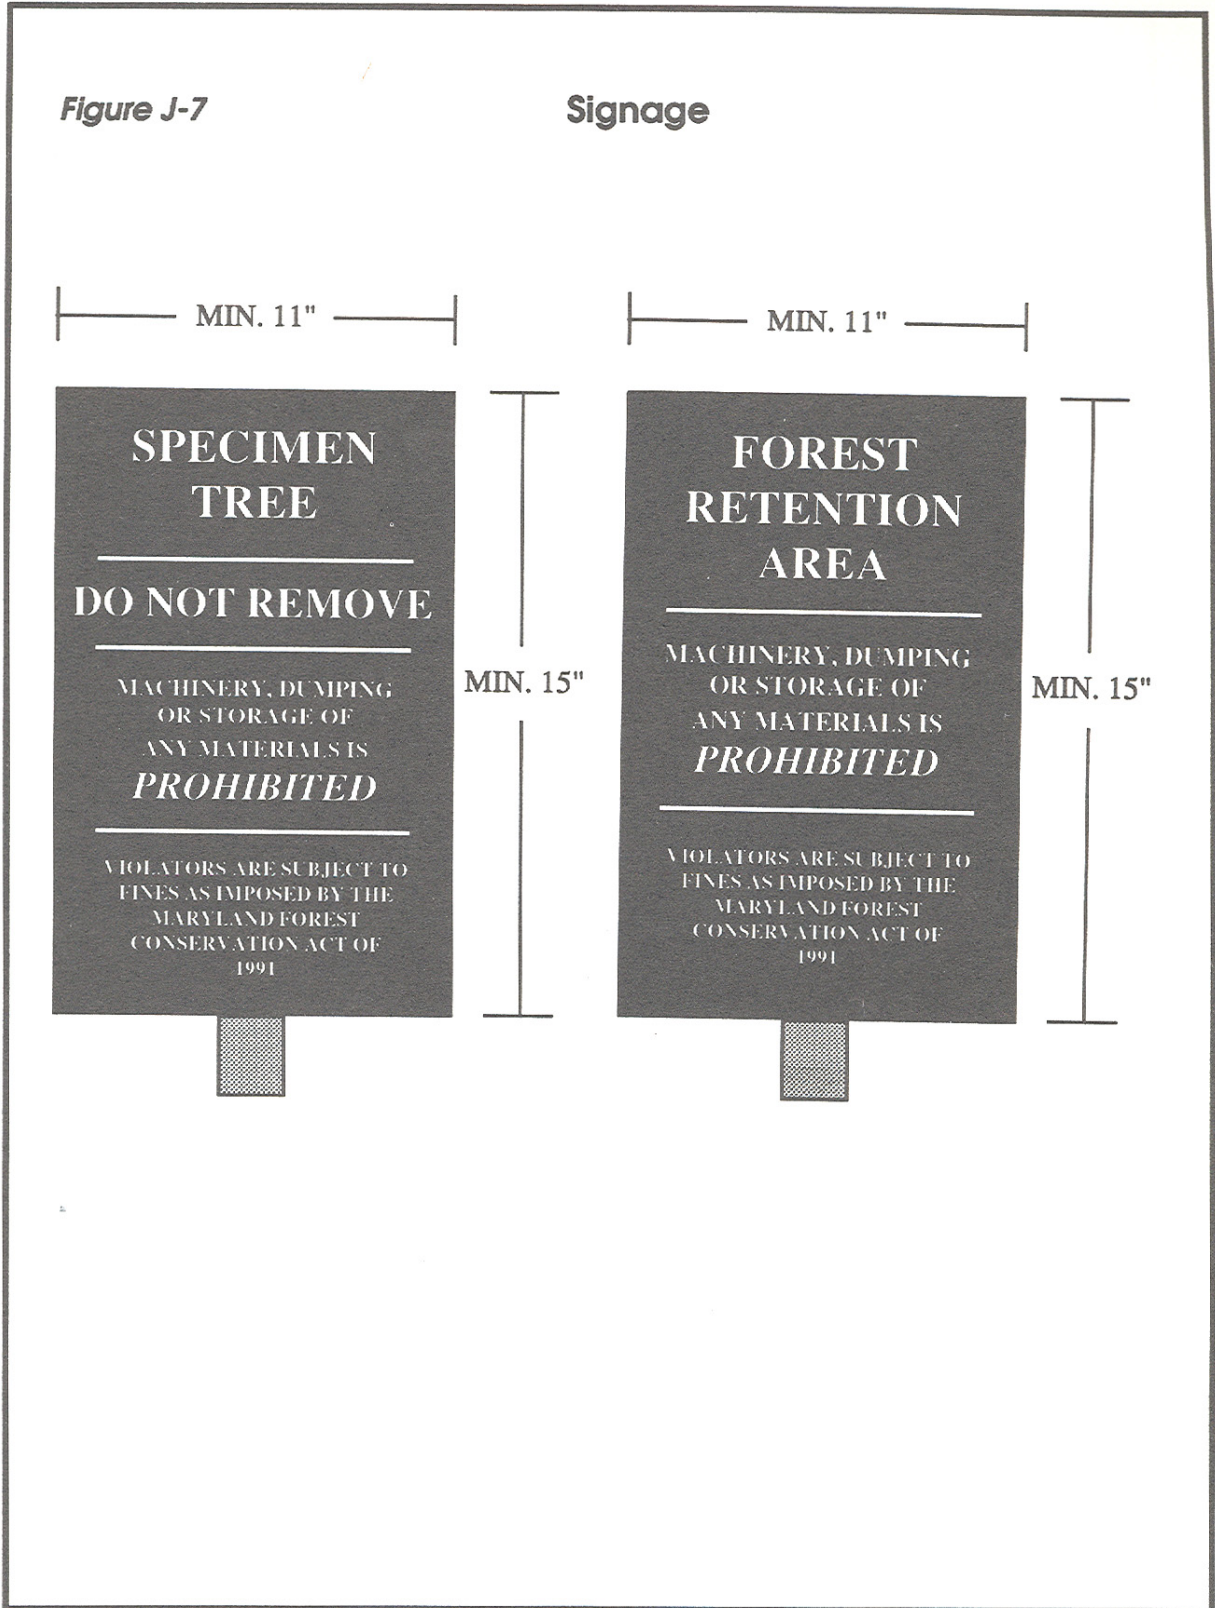 Figure J-7
Signage
MIN. 11"
MIN. 11"
SPECIMEN
TREE
DO NOT REMOVE
MACHINERY, DUMPING
OR STORAGE OF
ANY MATERIALS IS
PROHIBITED
VIOLATORS ARE SUBJECT TO
FINES AS IMPOSED BY THE
MARYLAND FOREST
CONSERVATION ACT OF
1991
MIN. 15"
FOREST
RETENTION
AREA
MACHINERY, DUMPING
OR STORAGE OF
ANY MATERIALS IS
PROHIBITED
VIOLATORS ARE SUBJECT TO
FINES AS IMPOSED BY THE
MARYLAND FOREST
CONSERVATION ACT OF
1991
MIN. 15"